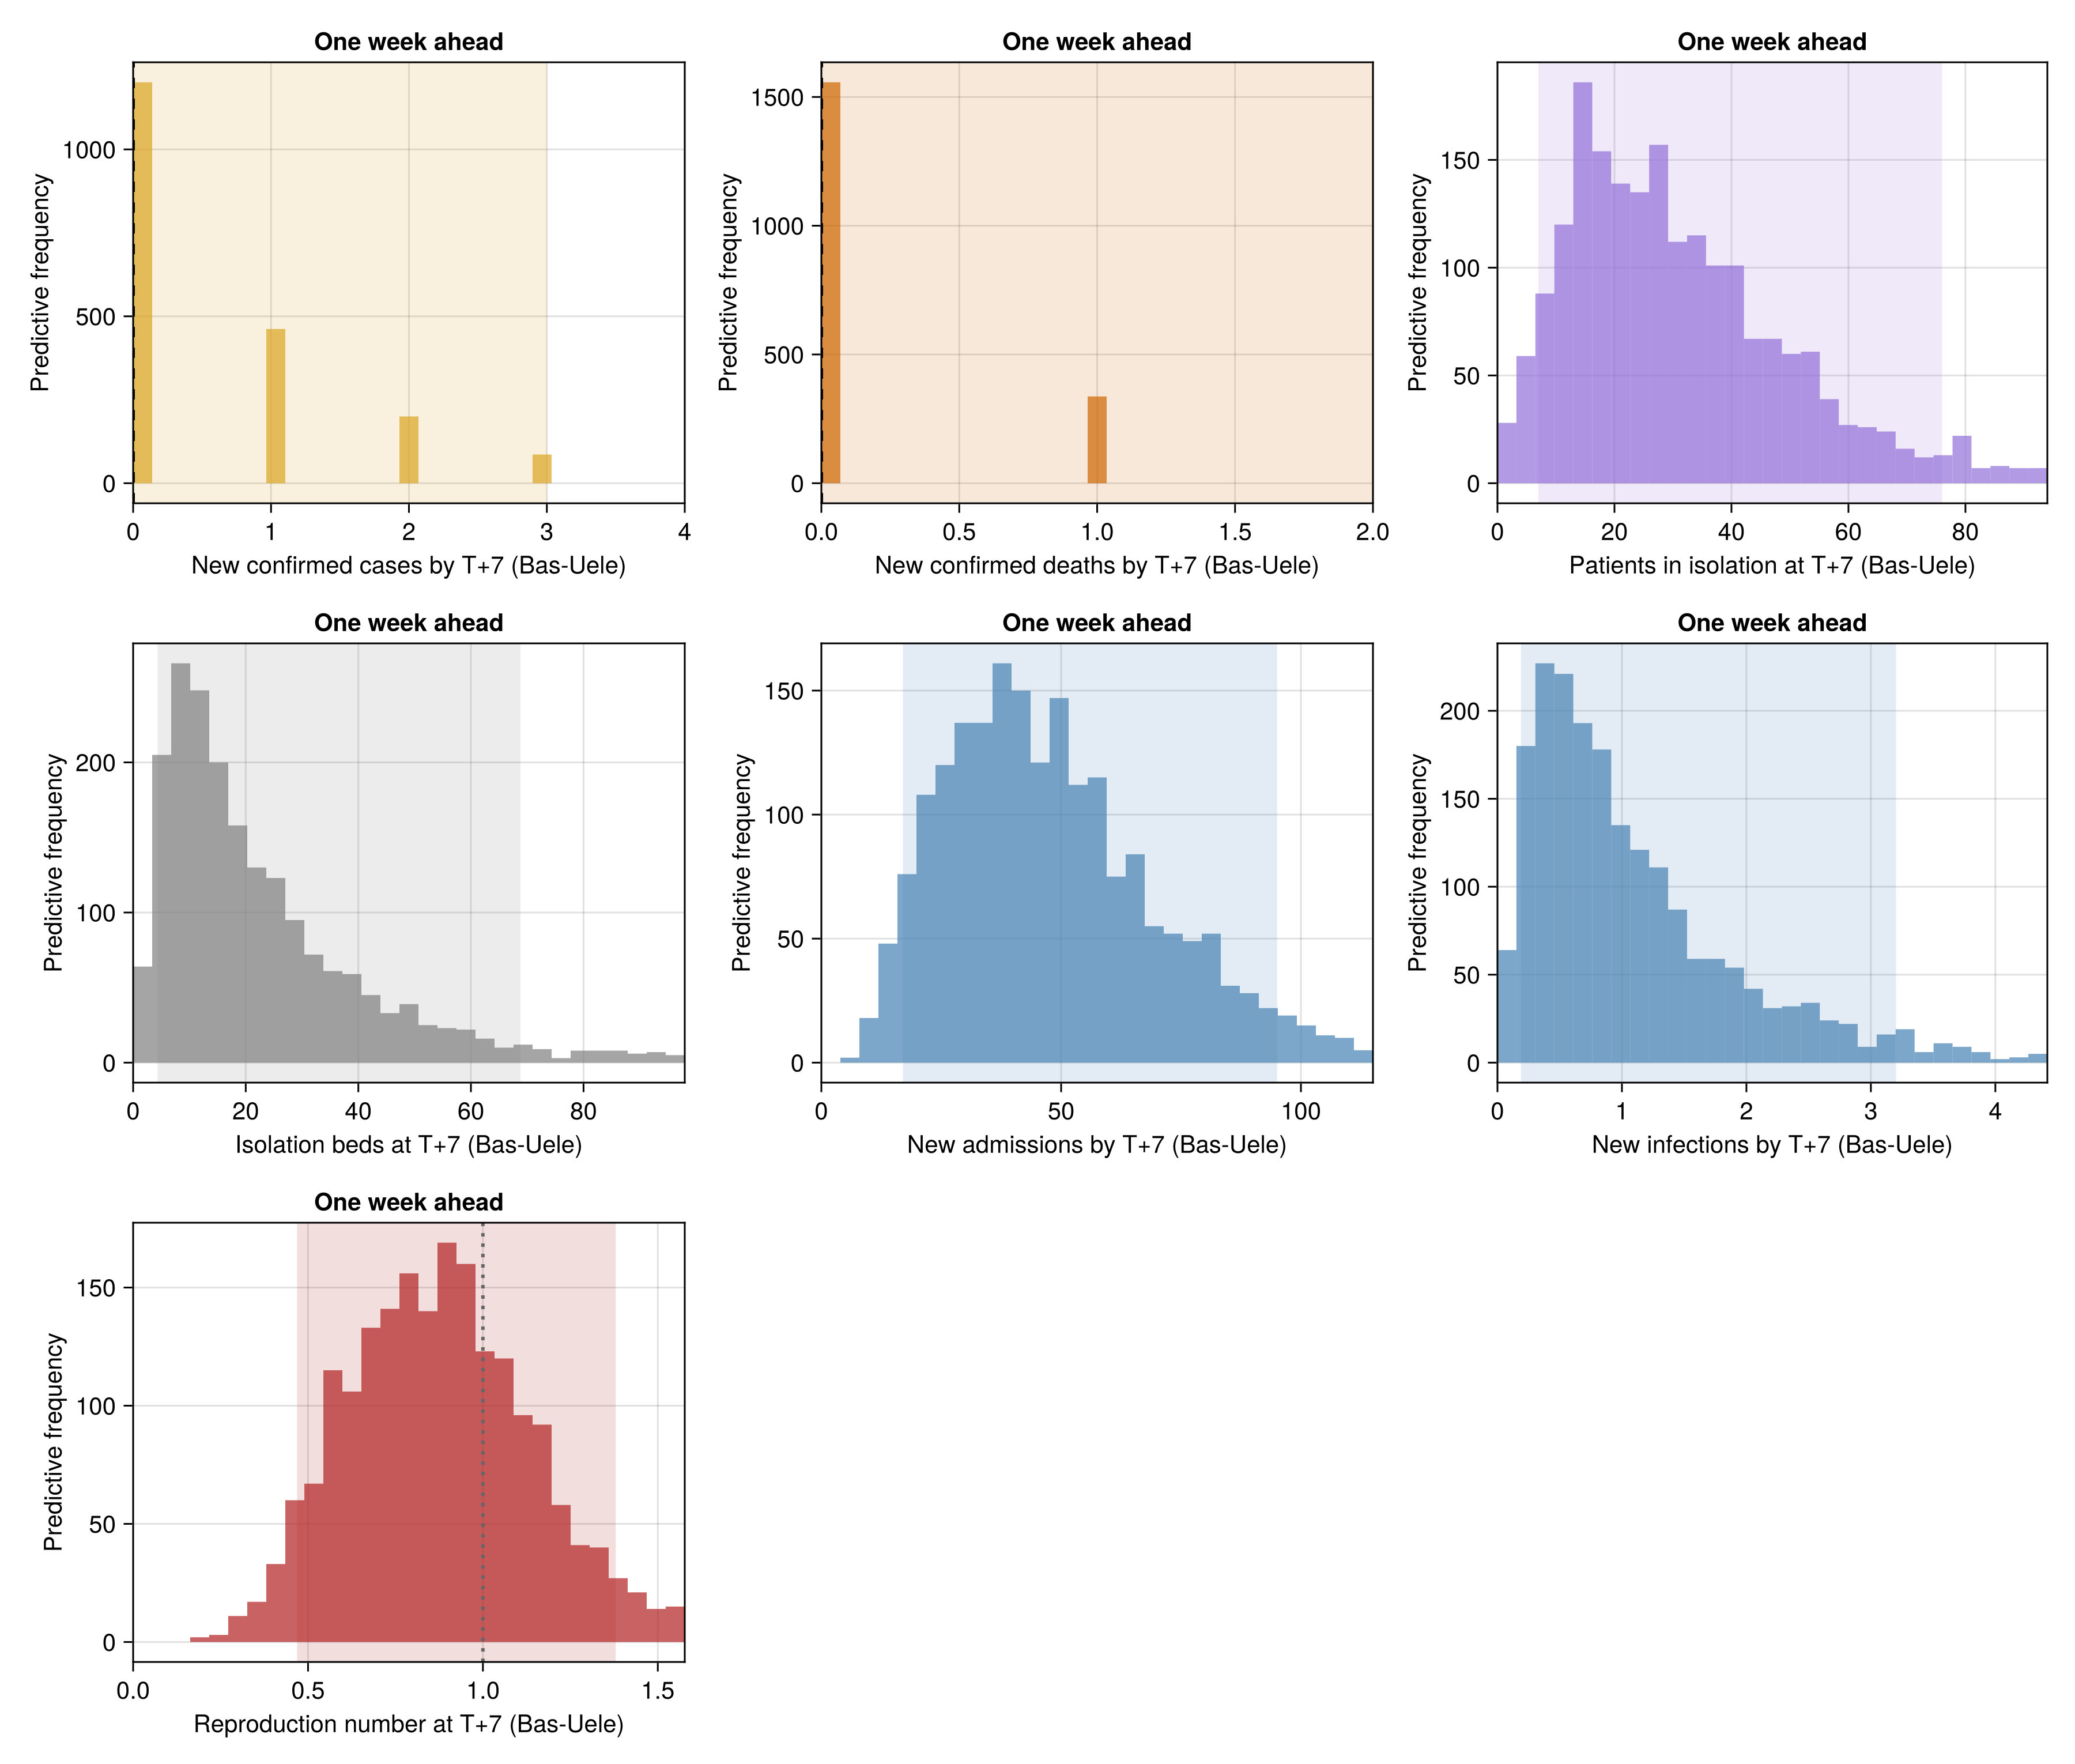 One week ahead
Predictive frequency
1000
500
0
0 1 2 3 4
New confirmed cases by T+7 (Bas-Uele)
One week ahead
Predictive frequency
1500
1000
500
0
0.0 0.5 1.0 1.5 2.0
New confirmed deaths by T+7 (Bas-Uele)
One week ahead
Predictive frequency
150
100
50
0
0 20 40 60 80
Patients in isolation at T+7 (Bas-Uele)
One week ahead
Predictive frequency
200
100
0
0 20 40 60 80
Isolation beds at T+7 (Bas-Uele)
One week ahead
Predictive frequency
150
100
50
0
0 50 100
New admissions by T+7 (Bas-Uele)
One week ahead
Predictive frequency
200
150
100
50
0
0 1 2 3 4
New infections by T+7 (Bas-Uele)
One week ahead
Predictive frequency
150
100
50
0
0.0 0.5 1.0 1.5
Reproduction number at T+7 (Bas-Uele)